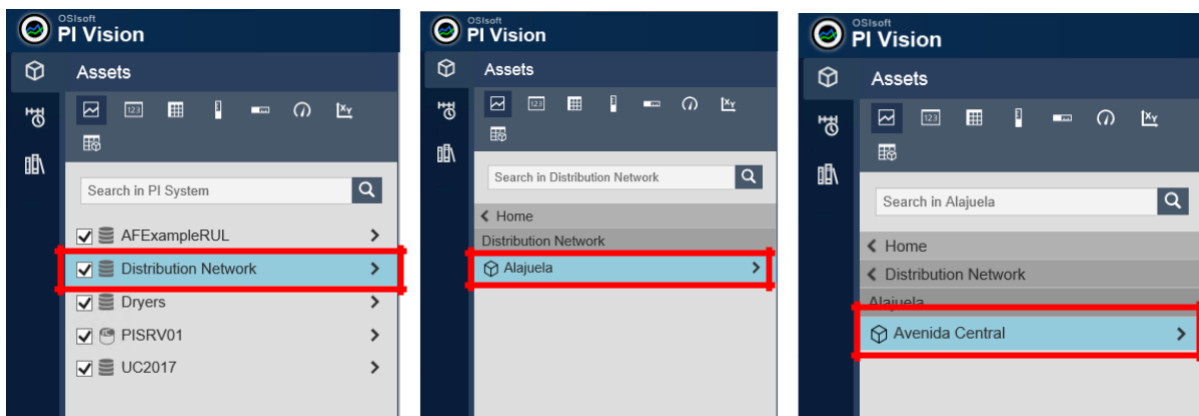 OSIsoft
PI Vision
Assets
123
Search in PI System
AFExampleRUL
Distribution Network
Dryers
PISRV01
UC2017
OSIsoft
PI Vision
Assets
123
Search in Distribution Network
Home
Distribution Network
Alajuela
OSIsoft
PI Vision
Assets
123
XY
Search in Alajuela
Home
Distribution Network
Alajuela
Avenida Central